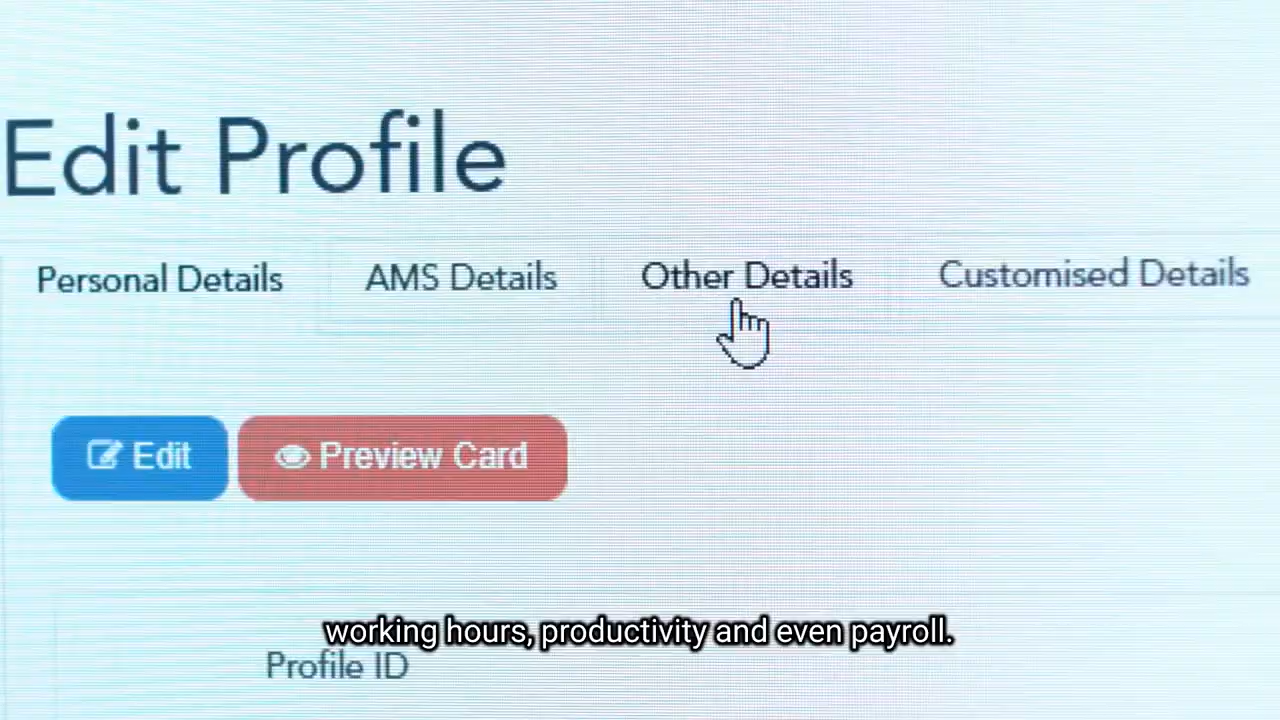 Edit Profile
Personal Details AMS Details Other Details Customised Details
Edit Preview Card
working hours, productivity and even payroll.
Profile ID